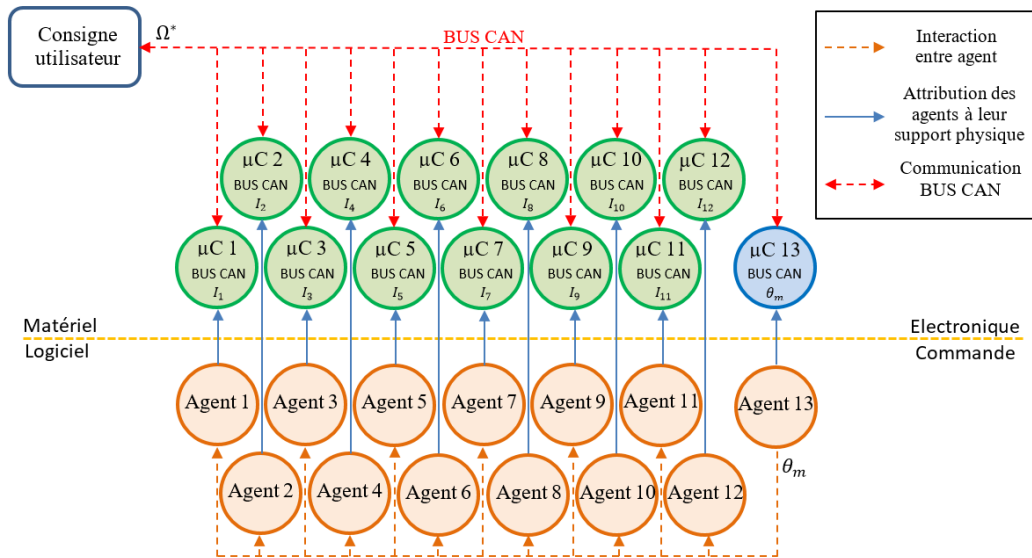 Consigne
utilisateur
Ω*
BUS CAN
Interaction
entre agent
Attribution des
agents à leur
support physique
Communication
BUS CAN
μC 2
BUS CAN
I₂
μC 4
BUS CAN
I₄
μC 6
BUS CAN
I₆
μC 8
BUS CAN
I₈
μC 10
BUS CAN
I₁₀
μC 12
BUS CAN
I₁₂
μC 1
BUS CAN
I₁
μC 3
BUS CAN
I₃
μC 5
BUS CAN
I₅
μC 7
BUS CAN
I₇
μC 9
BUS CAN
I₉
μC 11
BUS CAN
I₁₁
μC 13
BUS CAN
θₘ
Matériel
Electronique
Logiciel
Commande
Agent 1
Agent 3
Agent 5
Agent 7
Agent 9
Agent 11
Agent 13
θₘ
Agent 2
Agent 4
Agent 6
Agent 8
Agent 10
Agent 12